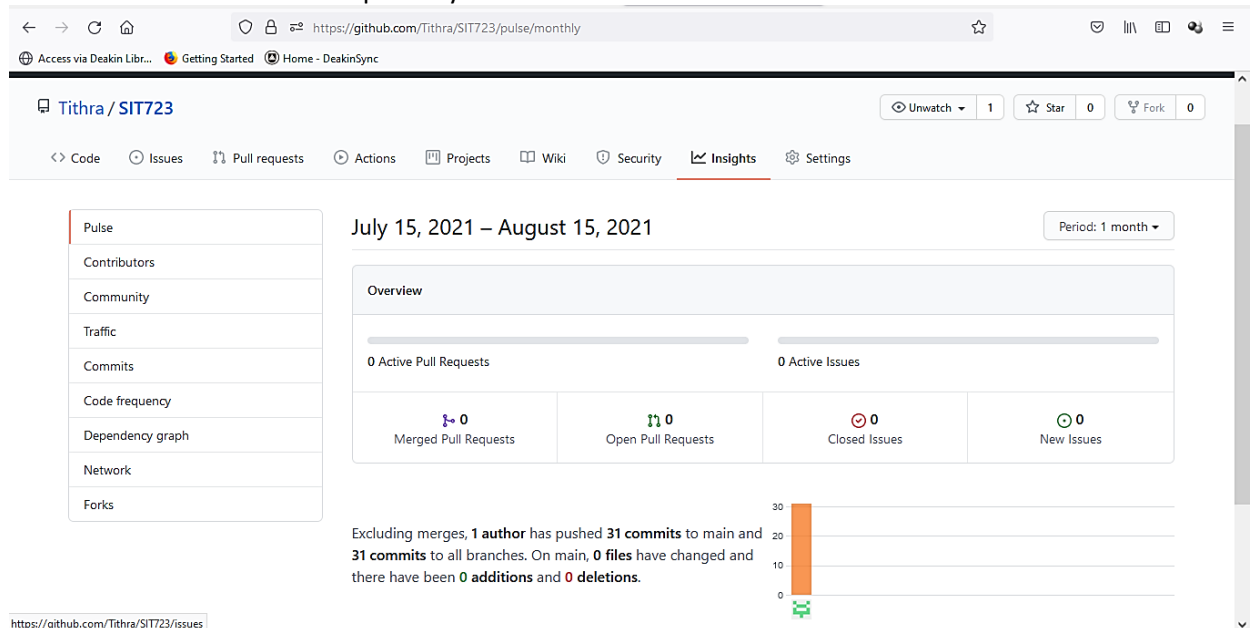 https://github.com/Tithra/SIT723/pulse/monthly
Access via Deakin Libr... Getting Started Home - DeakinSync
Tithra / SIT723
Unwatch 1 Star 0 Fork 0
Code Issues Pull requests Actions Projects Wiki Security Insights Settings
Pulse
Contributors
Community
Traffic
Commits
Code frequency
Dependency graph
Network
Forks
July 15, 2021 – August 15, 2021
Period: 1 month
Overview
0 Active Pull Requests
0 Active Issues
0
Merged Pull Requests
0
Open Pull Requests
0
Closed Issues
0
New Issues
Excluding merges, 1 author has pushed 31 commits to main and
31 commits to all branches. On main, 0 files have changed and
there have been 0 additions and 0 deletions.
30
20
10
0
https://github.com/Tithra/SIT723/issues